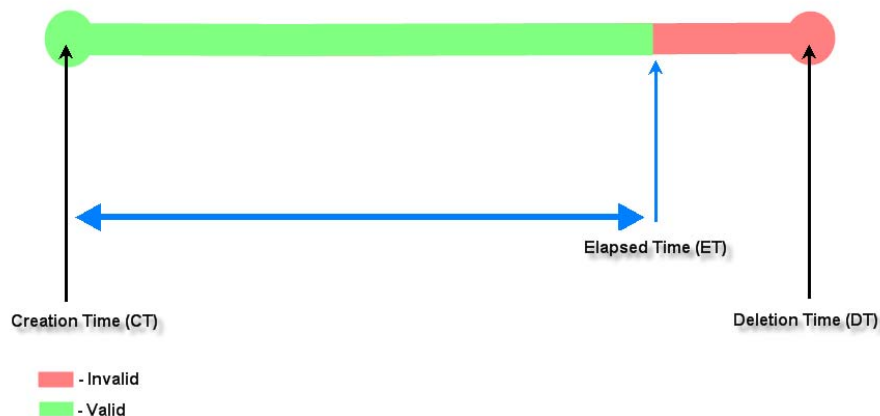 Elapsed Time (ET)
Creation Time (CT)
Deletion Time (DT)
- Invalid
- Valid